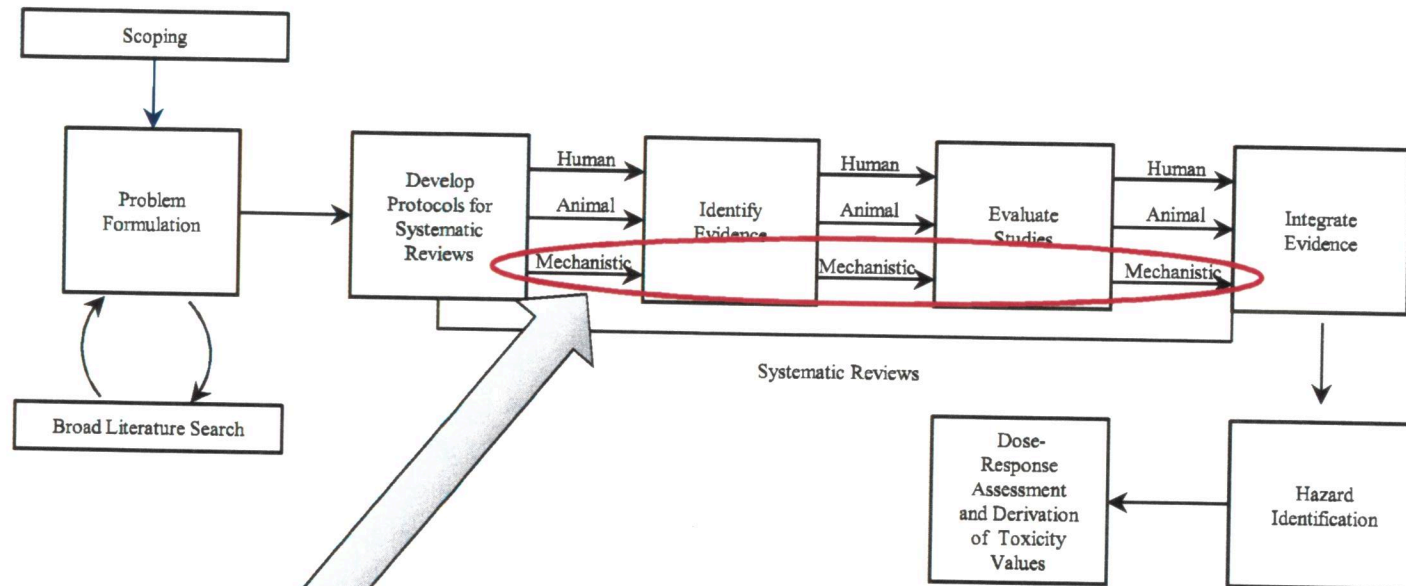 Scoping
Problem
Formulation
Broad Literature Search
Develop
Protocols for
Systematic
Reviews
Human
Animal
Mechanistic
Identify
Evidence
Human
Animal
Mechanistic
Evaluate
Studies
Human
Animal
Mechanistic
Integrate
Evidence
Systematic Reviews
Hazard
Identification
Dose-
Response
Assessment
and Derivation
of Toxicity
Values